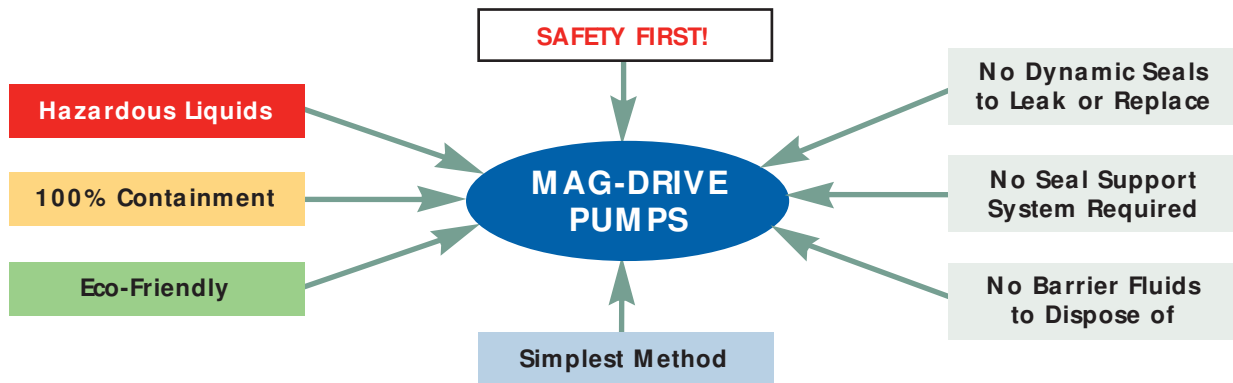 SAFETY FIRST!
Hazardous Liquids
100% Containment
Eco-Friendly
MAG-DRIVE
PUMPS
Simplest Method
No Dynamic Seals
to Leak or Replace
No Seal Support
System Required
No Barrier Fluids
to Dispose of